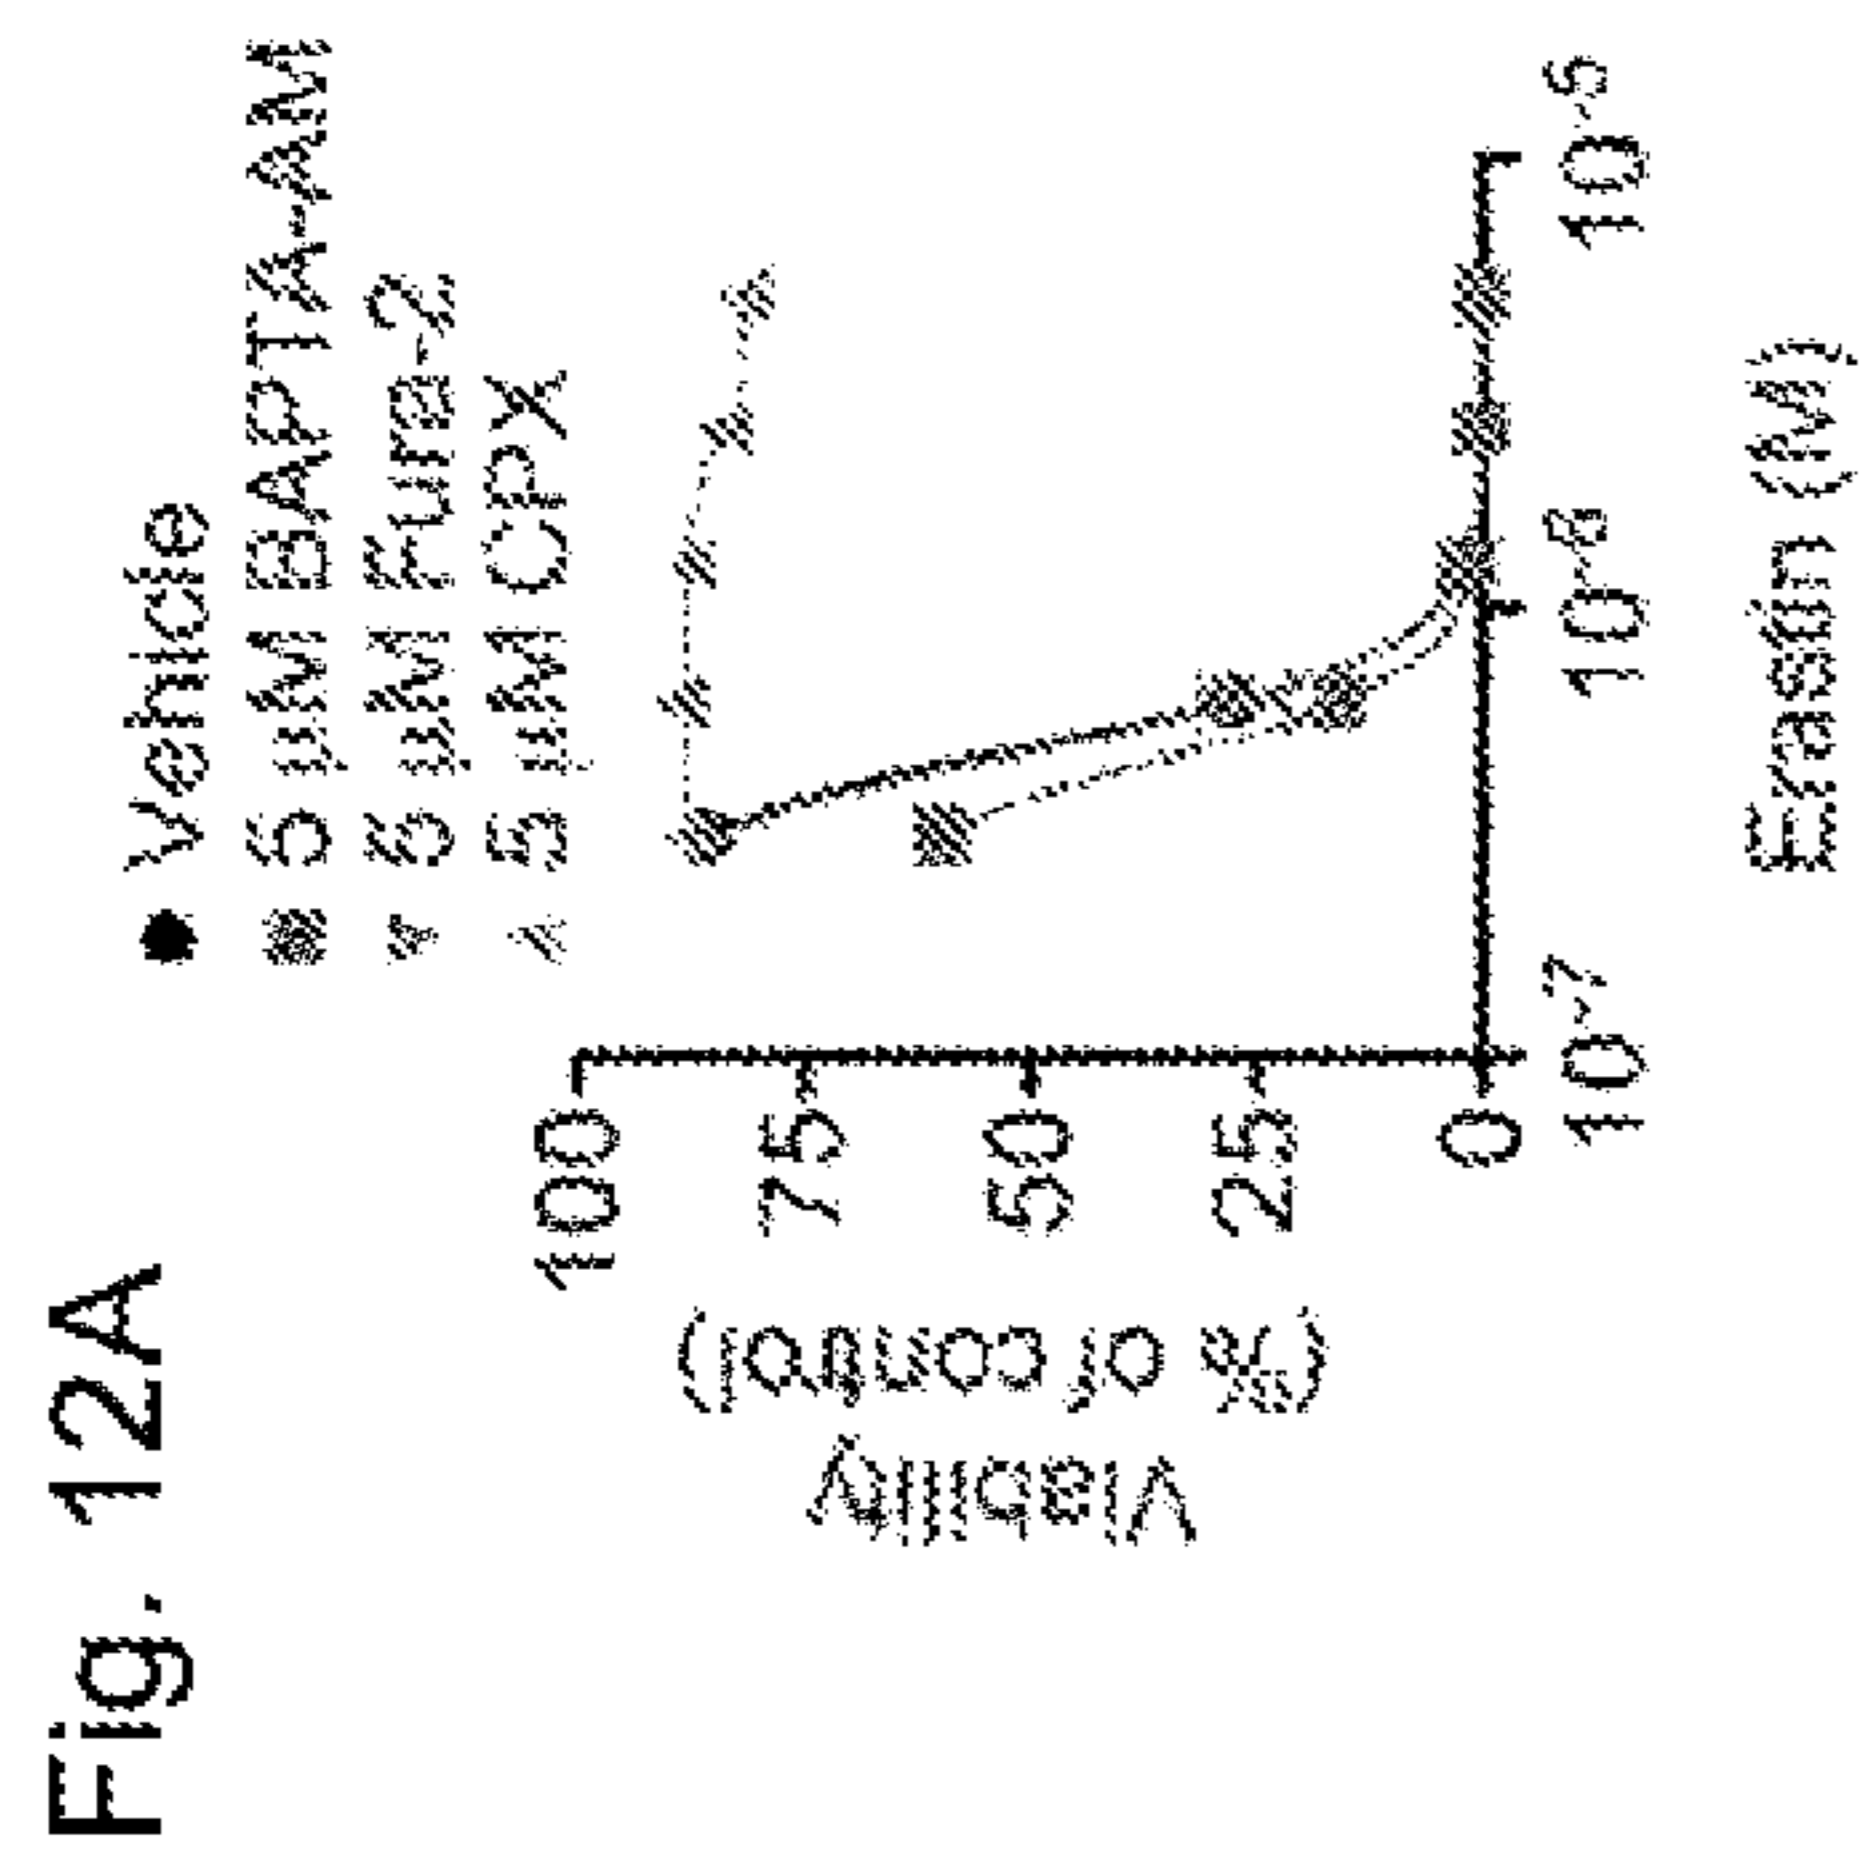 Fig. 12A
Vehicle
5 µM BAPTA-AM
5 µM Fura-2
5 µM CPX
Viability
(% of control)
100
75
50
25
0
10-7
10-6
10-5
Erastin (M)